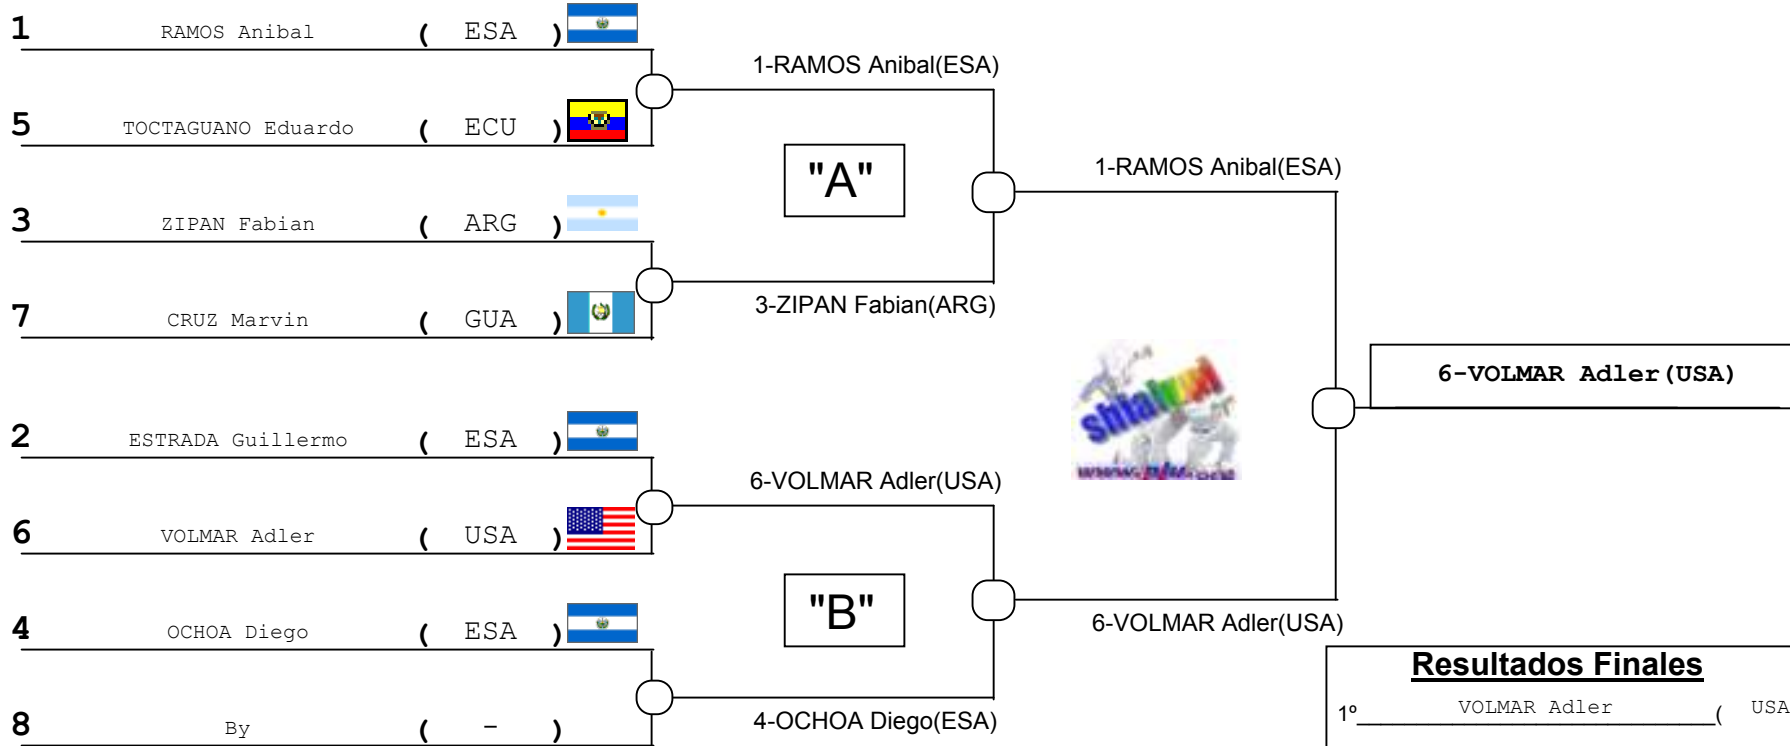 1 RAMOS Anibal ( ESA )
1-RAMOS Anibal(ESA)
5 TOCTAGUANO Eduardo ( ECU )
"A"
1-RAMOS Anibal(ESA)
3 ZIPAN Fabian ( ARG )
3-ZIPAN Fabian(ARG)
7 CRUZ Marvin ( GUA )
6-VOLMAR Adler(USA)
2 ESTRADA Guillermo ( ESA )
6-VOLMAR Adler(USA)
6 VOLMAR Adler ( USA )
"B"
6-VOLMAR Adler(USA)
4 OCHOA Diego ( ESA )
4-OCHOA Diego(ESA)
8 By ( - )
Resultados Finales
1º VOLMAR Adler ( USA